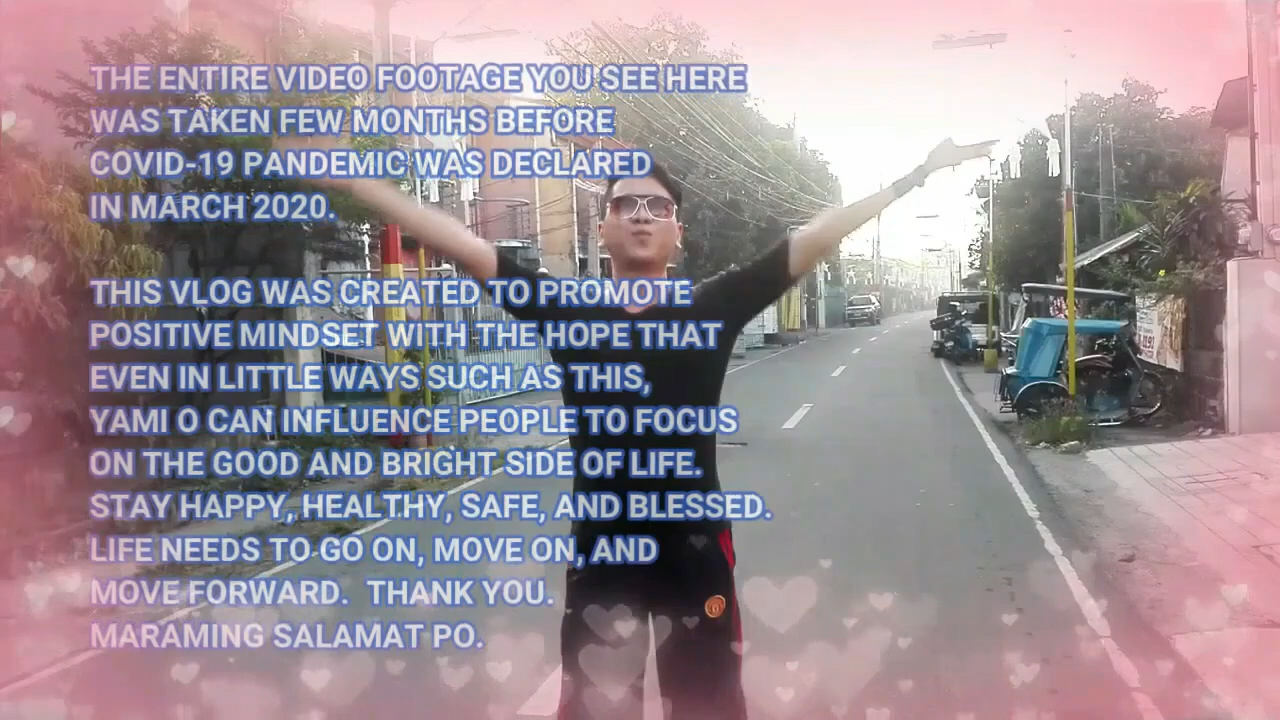 THE ENTIRE VIDEO FOOTAGE YOU SEE HERE
WAS TAKEN FEW MONTHS BEFORE
COVID-19 PANDEMIC WAS DECLARED
IN MARCH 2020.
THIS VLOG WAS CREATED TO PROMOTE
POSITIVE MINDSET WITH THE HOPE THAT
EVEN IN LITTLE WAYS SUCH AS THIS,
YAMI O CAN INFLUENCE PEOPLE TO FOCUS
ON THE GOOD AND BRIGHT SIDE OF LIFE.
STAY HAPPY, HEALTHY, SAFE, AND BLESSED.
LIFE NEEDS TO GO ON, MOVE ON, AND
MOVE FORWARD.  THANK YOU.
MARAMING SALAMAT PO.